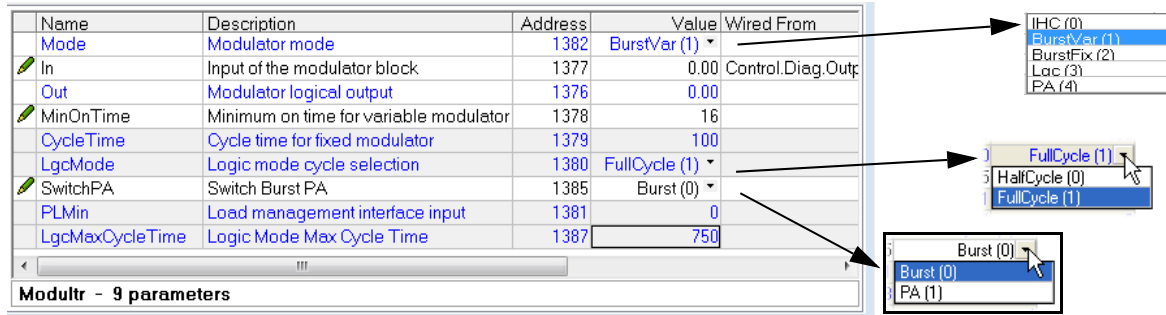 Name Description Address Value Wired From
Mode Modulator mode 1382 BurstVar (1)
In Input of the modulator block 1377 0.00 Control.Diag.Outp
Out Modulator logical output 1376 0.00
MinOnTime Minimum on time for variable modulator 1378 16
CycleTime Cycle time for fixed modulator 1379 100
LgcMode Logic mode cycle selection 1380 FullCycle (1)
SwitchPA Switch Burst PA 1385 Burst (0)
PLMin Load management interface input 1381 0
LgcMaxCycleTime Logic Mode Max Cycle Time 1387 750
Modultr - 9 parameters
IHC (0)
BurstVar (1)
BurstFix (2)
Lgc (3)
PA (4)
FullCycle (1)
HalfCycle (0)
FullCycle (1)
Burst (0)
Burst (0)
PA (1)